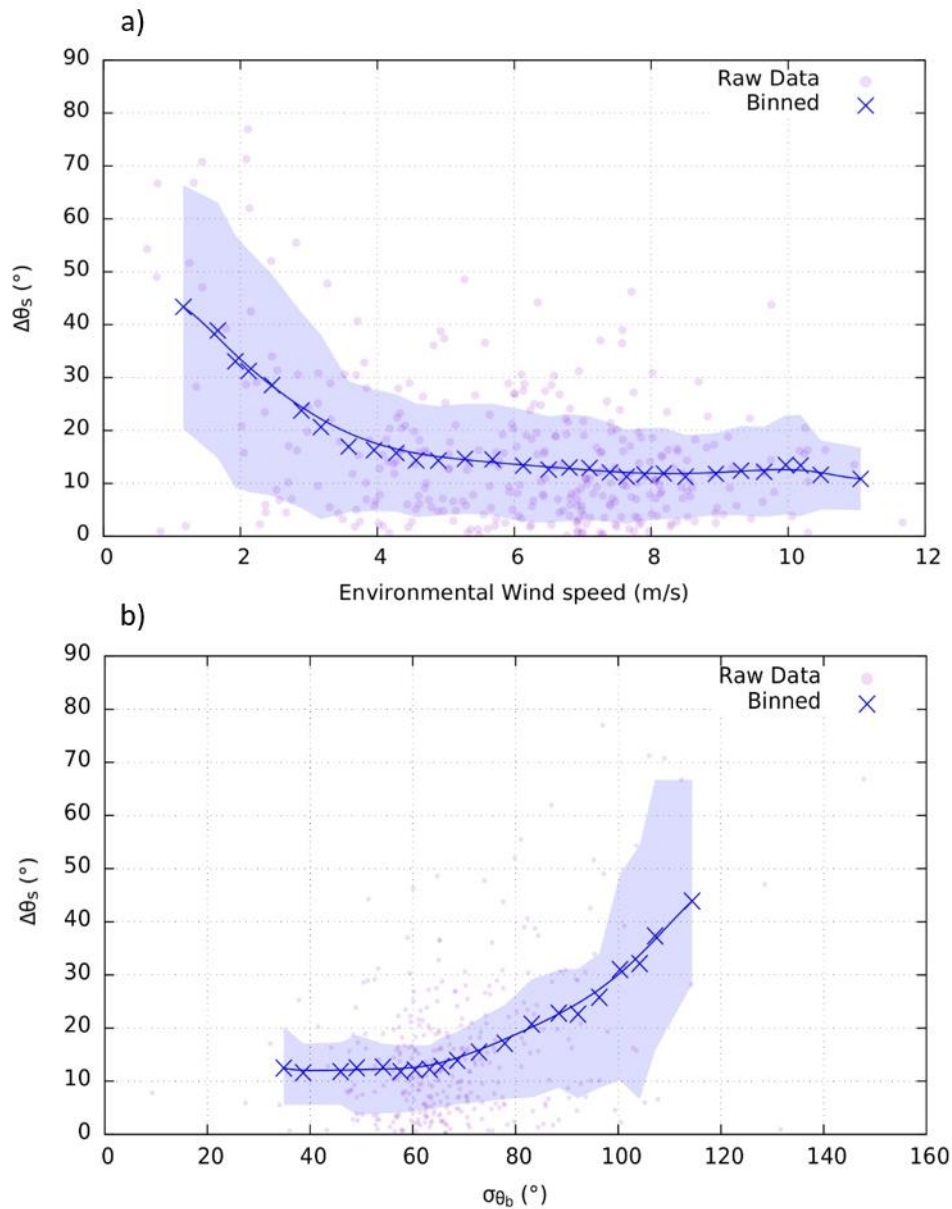 a)
90
80
70
60
50
40
30
20
10
0
Δθs (°)
Raw Data
Binned
0 2 4 6 8 10 12
Environmental Wind speed (m/s)
b)
90
80
70
60
50
40
30
20
10
0
Δθs (°)
Raw Data
Binned
0 20 40 60 80 100 120 140 160
σθb (°)